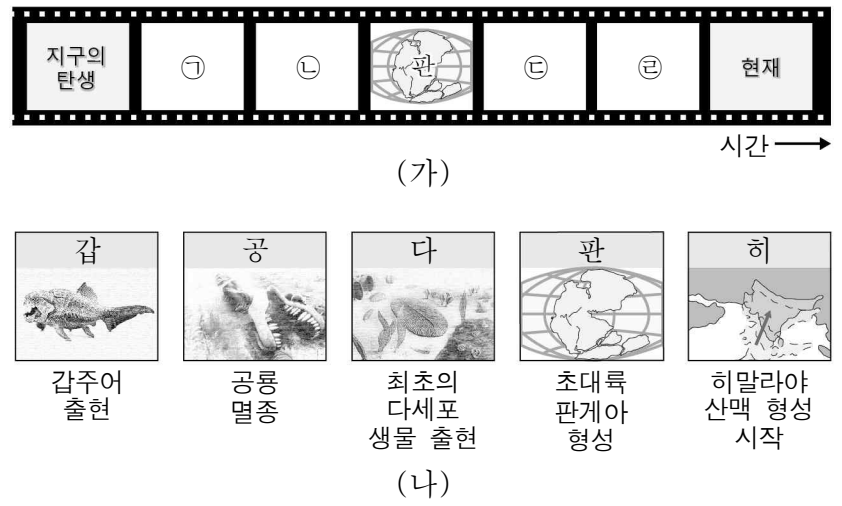 지구의
탄생
㉠
㉡
판
㉢
㉣
현재
시간
(가)
갑
공
다
판
히
갑주어
출현
공룡
멸종
최초의
다세포
생물 출현
초대륙
판게아
형성
히말라야
산맥 형성
시작
(나)